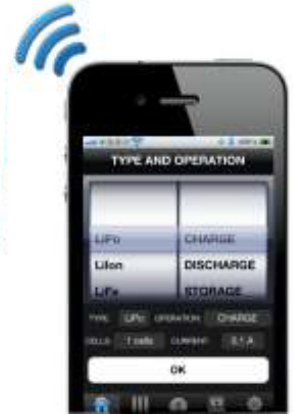 TYPE AND OPERATION
LiPo CHARGE
LiIon DISCHARGE
LiFe STORAGE
TYPE LiPo OPERATION CHARGE
CELLS 1 cells CURRENT 0.1 A
OK